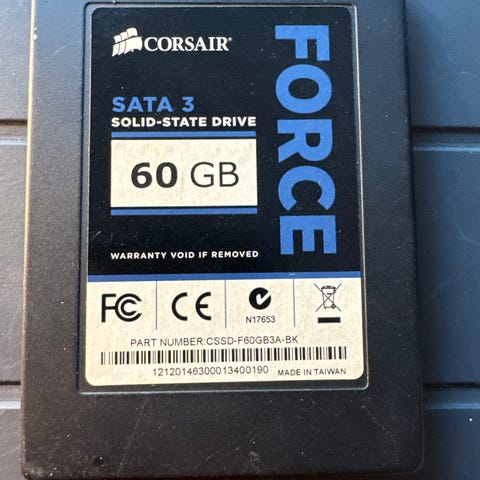 CORSAIR
FORCE
SATA 3
SOLID-STATE DRIVE
60 GB
WARRANTY VOID IF REMOVED
FC CE
N17653
PART NUMBER:CSSD-F60GB3A-BK
12120146300013400190 MADE IN TAIWAN